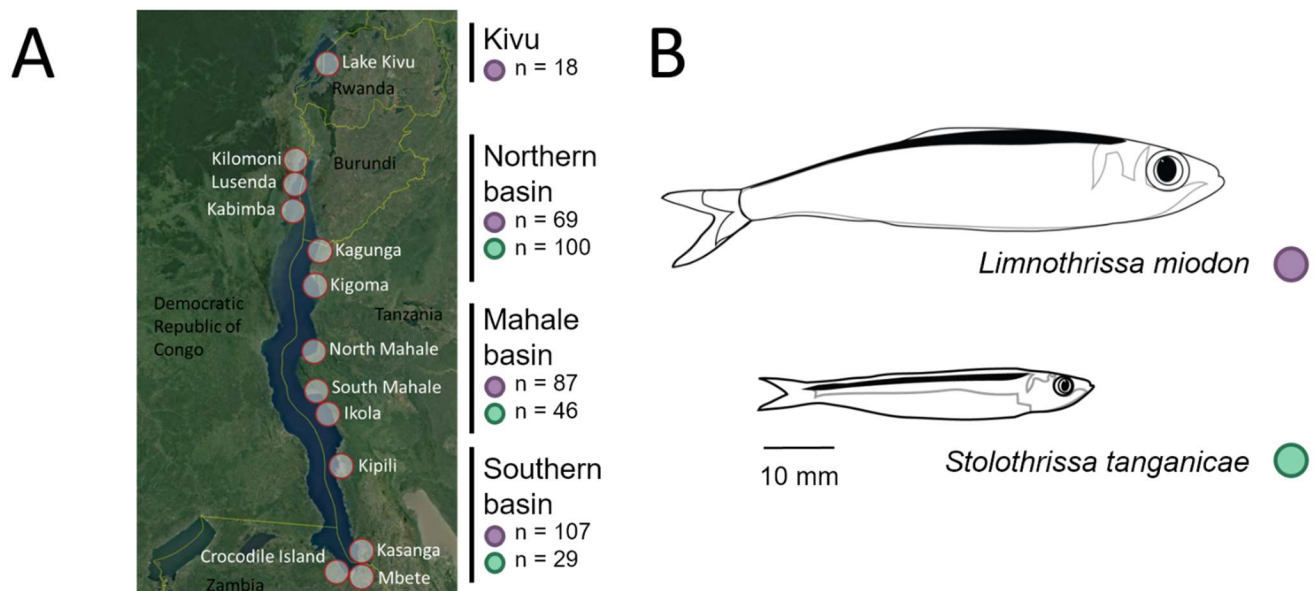 A
Lake Kivu
Rwanda
Kilomoni
Burundi
Lusenda
Kabimba
Kagunga
Kigoma
Democratic
Republic of
Congo
Tanzania
North Mahale
South Mahale
Ikola
Kipili
Crocodile Island
Kasanga
Mbete
Zambia
Kivu
n = 18
Northern
basin
n = 69
n = 100
Mahale
basin
n = 87
n = 46
Southern
basin
n = 107
n = 29
B
Limnothrissa miodon
10 mm
Stolothrissa tanganicae